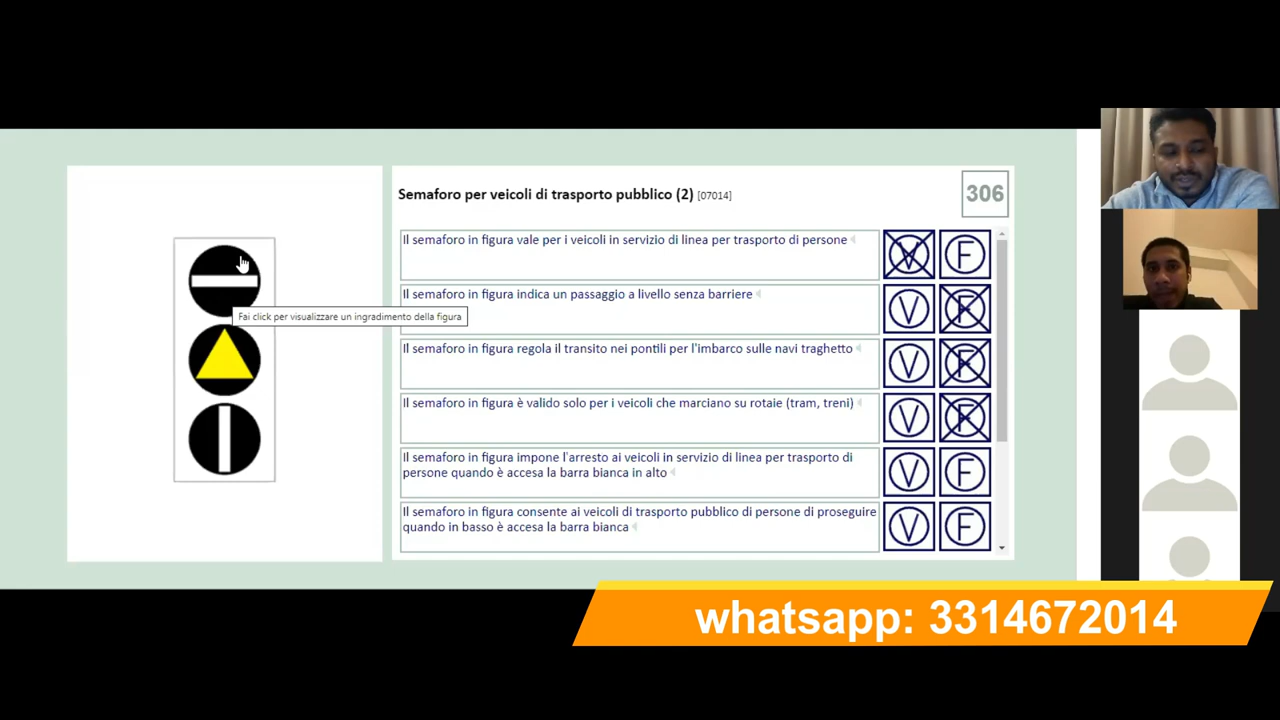 Semaforo per veicoli di trasporto pubblico (2) [07014]
306
Il semaforo in figura vale per i veicoli in servizio di linea per trasporto di persone
V F
Il semaforo in figura indica un passaggio a livello senza barriere
V F
Fai click per visualizzare un ingradimento della figura
Il semaforo in figura regola il transito nei pontili per l'imbarco sulle navi traghetto
V F
Il semaforo in figura è valido solo per i veicoli che marciano su rotaie (tram, treni)
V F
Il semaforo in figura impone l'arresto ai veicoli in servizio di linea per trasporto di
persone quando è accesa la barra bianca in alto
V F
Il semaforo in figura consente ai veicoli di trasporto pubblico di persone di proseguire
quando in basso è accesa la barra bianca
V F
whatsapp: 3314672014